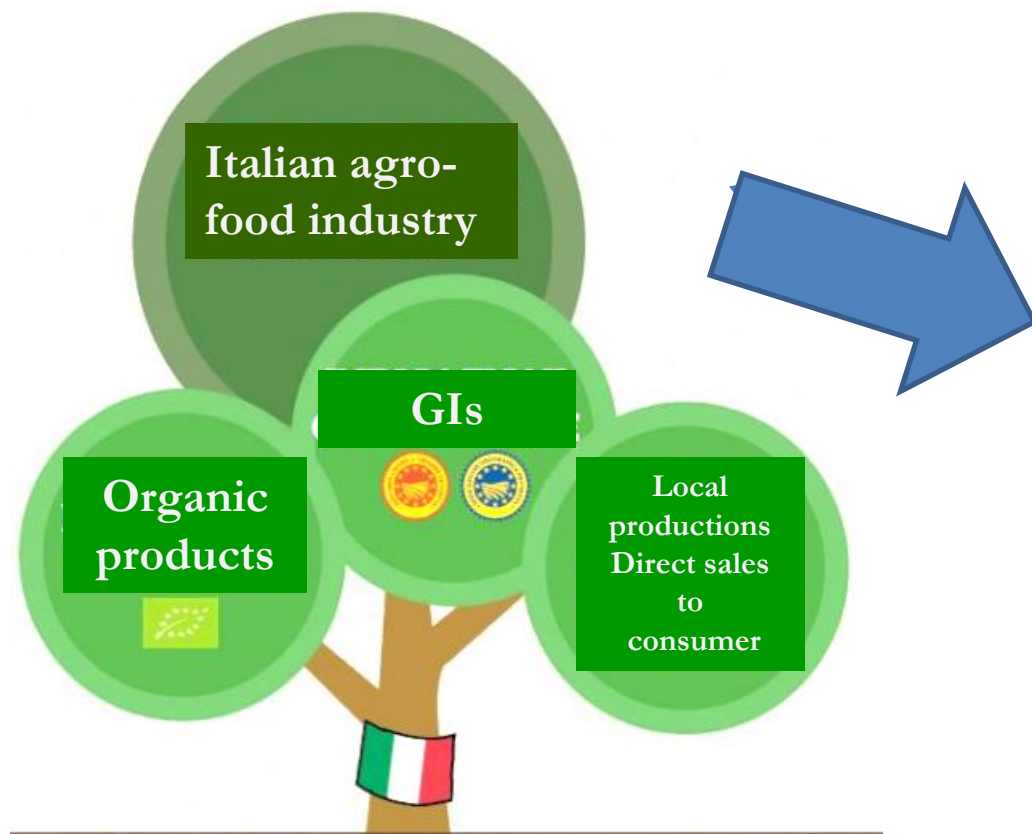 Italian agro-
food industry
GIs
Organic
products
Local
productions
Direct sales
to
consumer